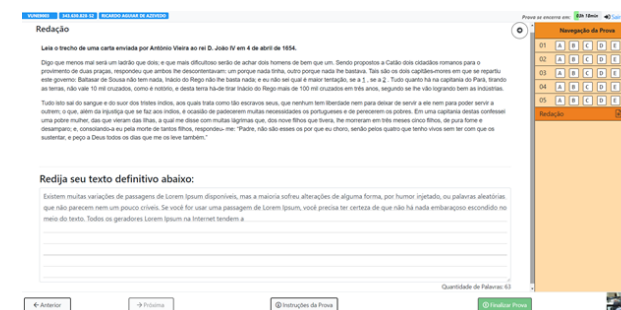 VUNERED 343.638.820-52 RICARDO AGUIAR DE AZEVEDO Prova se encerra em: 03h 10min Sair
Redação
Navegação da Prova
Leia o trecho de uma carta enviada por Antônio Vieira ao rei D. João IV em 4 de abril de 1654.
01 A B C D E
Digo que menos mal será um ladrão que dois; e que mais dificultoso serão de achar dois homens de bem que um. Sendo propostos a Catão dois cidadãos romanos para o
02 A B C D E
provimento de duas praças, respondeu que ambos lhe descontentavam: um porque nada tinha, outro porque nada lhe bastava. Tais são os dois capitães-mores em que se repartiu
este governo: Baltasar de Sousa não tem nada, Inácio do Rego não lhe basta nada; e eu não sei qual é maior tentação, se a 1 , se a 2 . Tudo quanto há na capitania do Pará, tirando
03 A B C D E
as terras, não vale 10 mil cruzados, como é notório, e desta terra há-de tirar Inácio do Rego mais de 100 mil cruzados em três anos, segundo se lhe vão logrando bem as indústrias.
04 A B C D E
Tudo isto sai do sangue e do suor dos tristes índios, aos quais trata como tão escravos seus, que nenhum tem liberdade nem para deixar de servir a ele nem para poder servir a
05 A B C D E
outrem; o que, além da injustiça que se faz aos índios, é ocasião de padecerem muitas necessidades os portugueses e de perecerem os pobres. Em uma capitania destas confessei
Redação
uma pobre mulher, das que vieram das Ilhas, a qual me disse com muitas lágrimas que, dos nove filhos que tivera, lhe morreram em três meses cinco filhos, de pura fome e
desamparo; e, consolando-a eu pela morte de tantos filhos, respondeu- me: "Padre, não são esses os por que eu choro, senão pelos quatro que tenho vivos sem ter com que os
sustentar, e peço a Deus todos os dias que me os leve também."
Redija seu texto definitivo abaixo:
Existem muitas variações de passagens de Lorem Ipsum disponíveis, mas a maioria sofreu alterações de alguma forma, por humor injetado, ou palavras aleatórias
que não parecem nem um pouco críveis. Se você for usar uma passagem de Lorem Ipsum, você precisa ter certeza de que não há nada embaraçoso escondido no
meio do texto. Todos os geradores Lorem Ipsum na Internet tendem a
Quantidade de Palavras: 63
Anterior Próxima Instruções da Prova Finalizar Prova